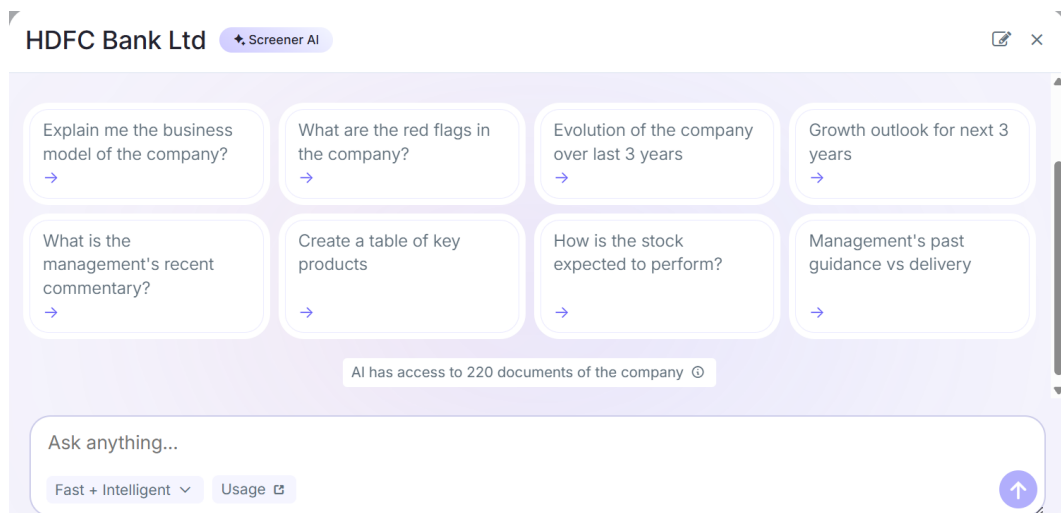 HDFC Bank Ltd
Screener AI
Explain me the business
model of the company?
What are the red flags in
the company?
Evolution of the company
over last 3 years
Growth outlook for next 3
years
What is the
management's recent
commentary?
Create a table of key
products
How is the stock
expected to perform?
Management's past
guidance vs delivery
AI has access to 220 documents of the company
Ask anything...
Fast + Intelligent
Usage